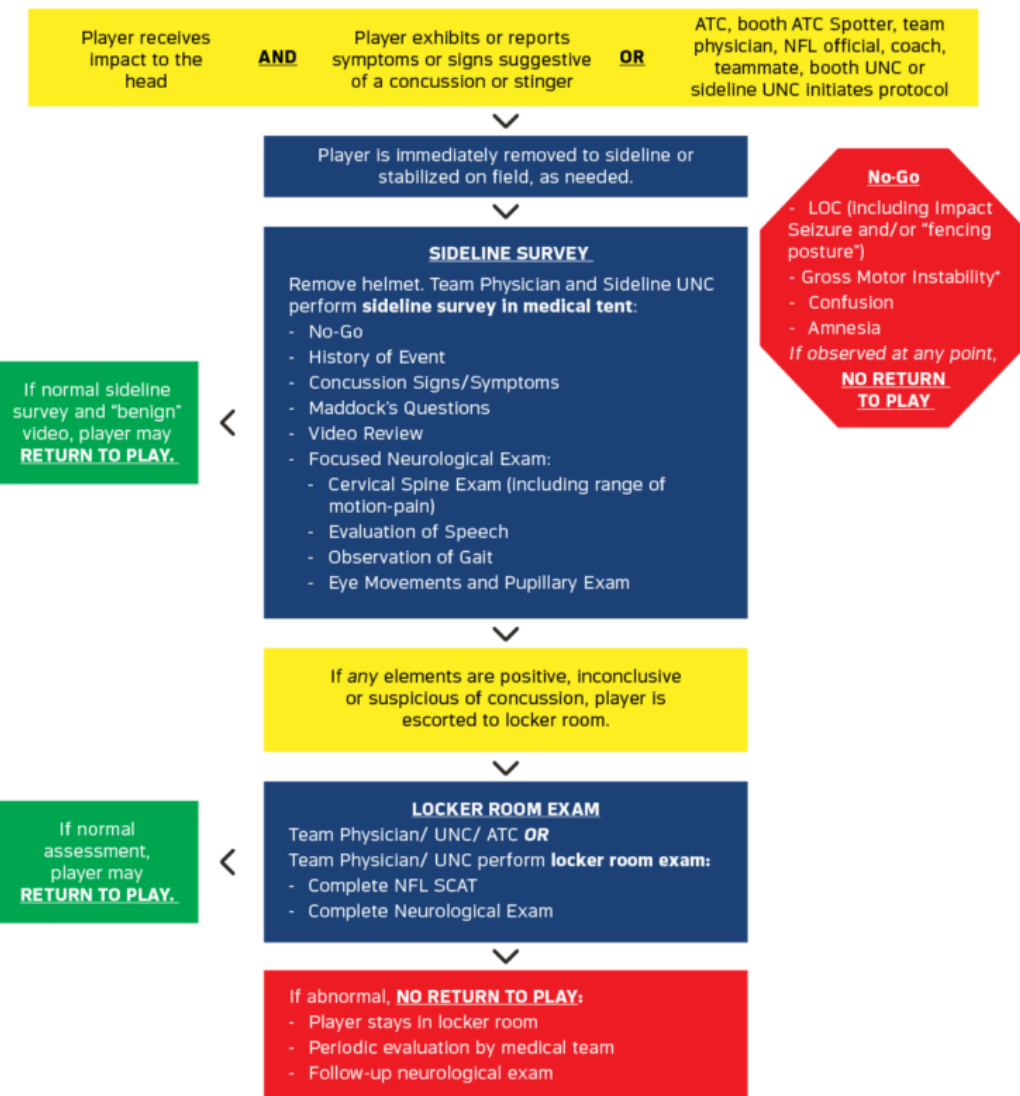 Player receives
impact to the
head
AND
Player exhibits or reports
symptoms or signs suggestive
of a concussion or stinger
OR
ATC, booth ATC Spotter, team
physician, NFL official, coach,
teammate, booth UNC or
sideline UNC initiates protocol
Player is immediately removed to sideline or
stabilized on field, as needed.
No-Go
- LOC (including Impact
Seizure and/or "fencing
posture")
- Gross Motor Instability*
- Confusion
- Amnesia
If observed at any point,
NO RETURN
TO PLAY
SIDELINE SURVEY
Remove helmet. Team Physician and Sideline UNC
perform sideline survey in medical tent:
- No-Go
- History of Event
- Concussion Signs/Symptoms
- Maddock's Questions
- Video Review
- Focused Neurological Exam:
- Cervical Spine Exam (including range of
motion-pain)
- Evaluation of Speech
- Observation of Gait
- Eye Movements and Pupillary Exam
If normal sideline
survey and "benign"
video, player may
RETURN TO PLAY.
If any elements are positive, inconclusive
or suspicious of concussion, player is
escorted to locker room.
LOCKER ROOM EXAM
Team Physician/ UNC/ ATC OR
Team Physician/ UNC perform locker room exam:
- Complete NFL SCAT
- Complete Neurological Exam
If normal
assessment,
player may
RETURN TO PLAY.
If abnormal, NO RETURN TO PLAY:
- Player stays in locker room
- Periodic evaluation by medical team
- Follow-up neurological exam